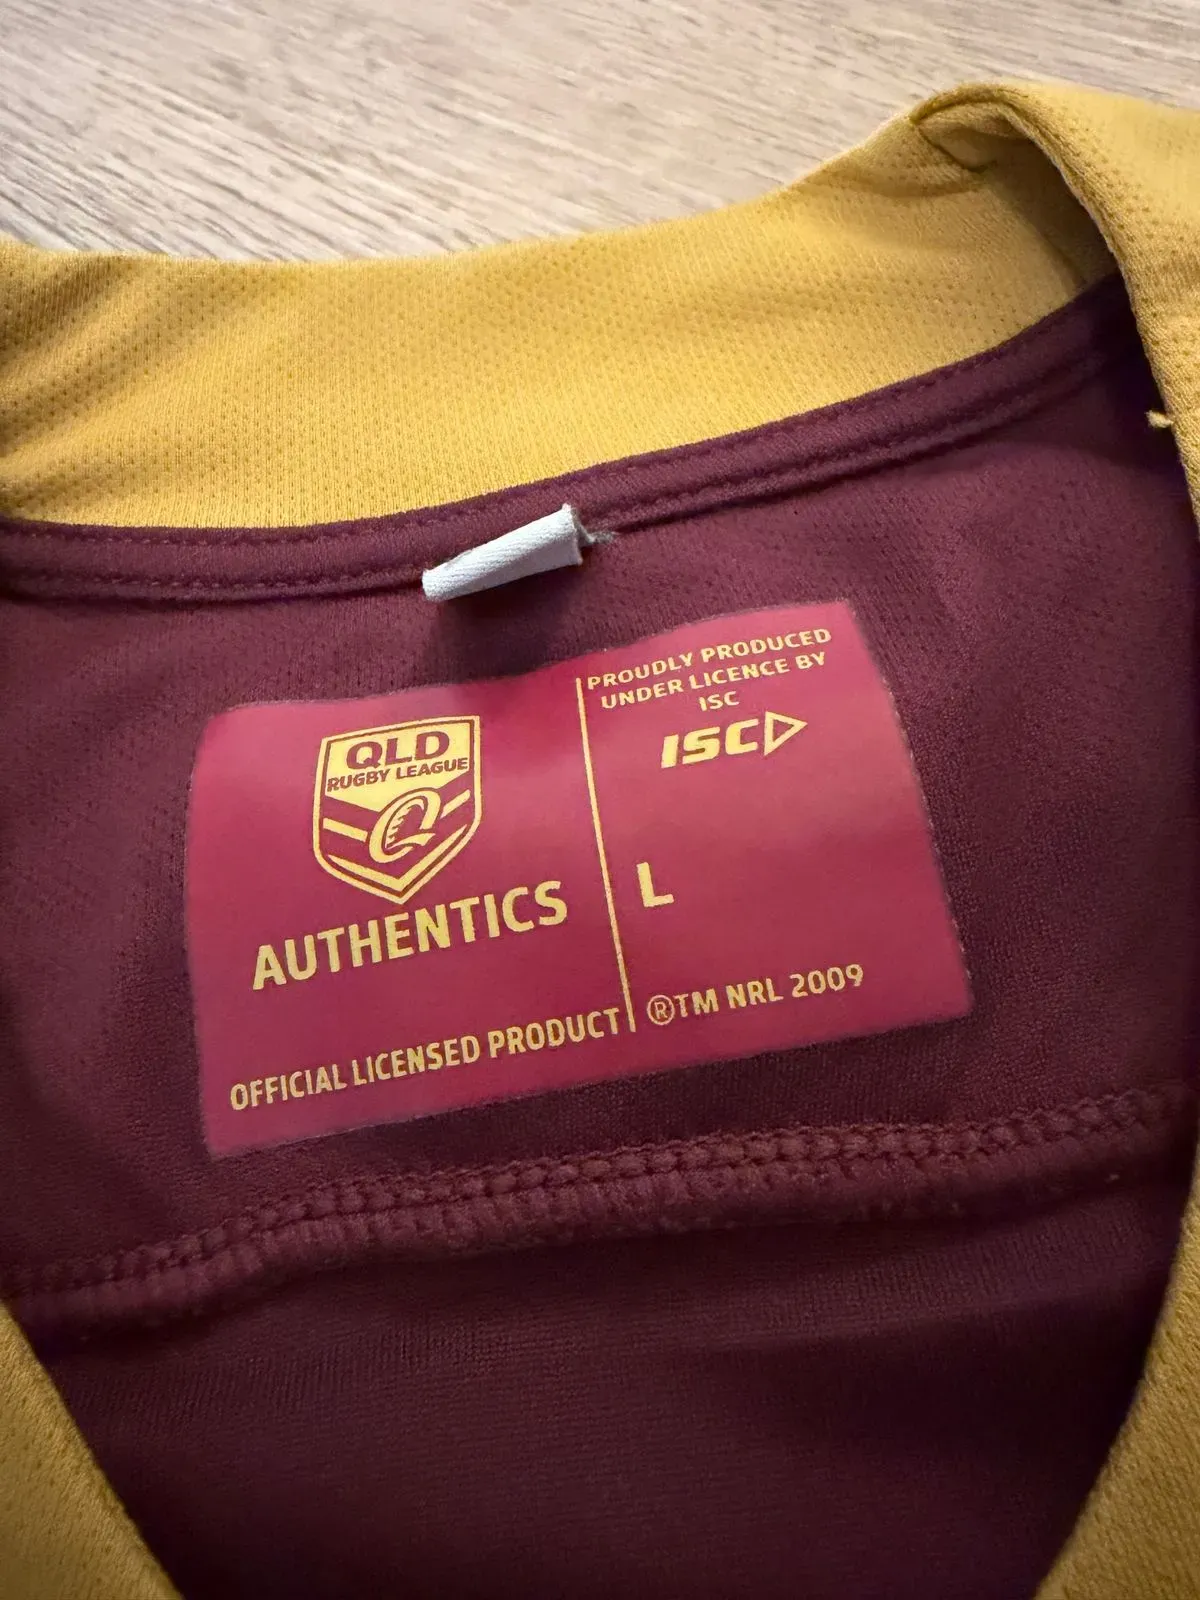 QLD
RUGBY LEAGUE
Q
AUTHENTICS
OFFICIAL LICENSED PRODUCT
PROUDLY PRODUCED
UNDER LICENCE BY
ISC
ISC
L
®TM NRL 2009